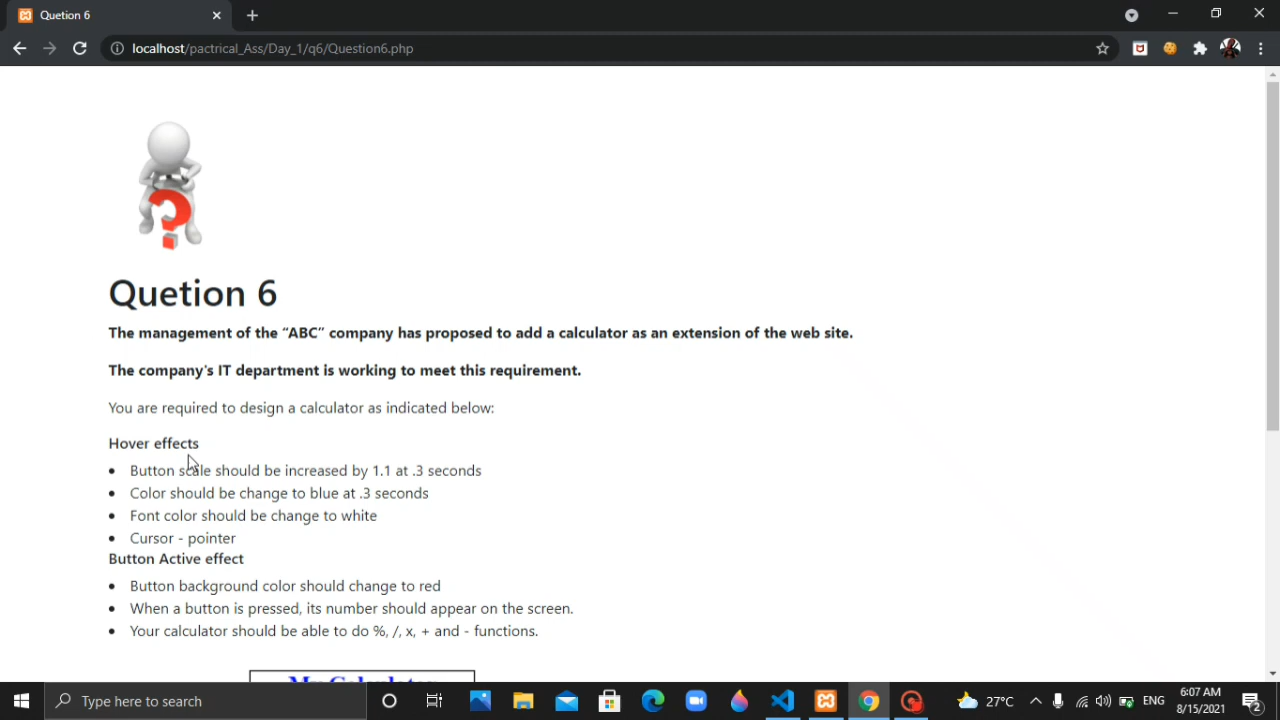 Quetion 6
localhost/pactrical_Ass/Day_1/q6/Question6.php
Quetion 6
The management of the “ABC” company has proposed to add a calculator as an extension of the web site.
The company's IT department is working to meet this requirement.
You are required to design a calculator as indicated below:
Hover effects
Button scale should be increased by 1.1 at .3 seconds
Color should be change to blue at .3 seconds
Font color should be change to white
Cursor - pointer
Button Active effect
Button background color should change to red
When a button is pressed, its number should appear on the screen.
Your calculator should be able to do %, /, x, + and - functions.
My Calculator
Type here to search
27°C
ENG
6:07 AM
8/15/2021
2